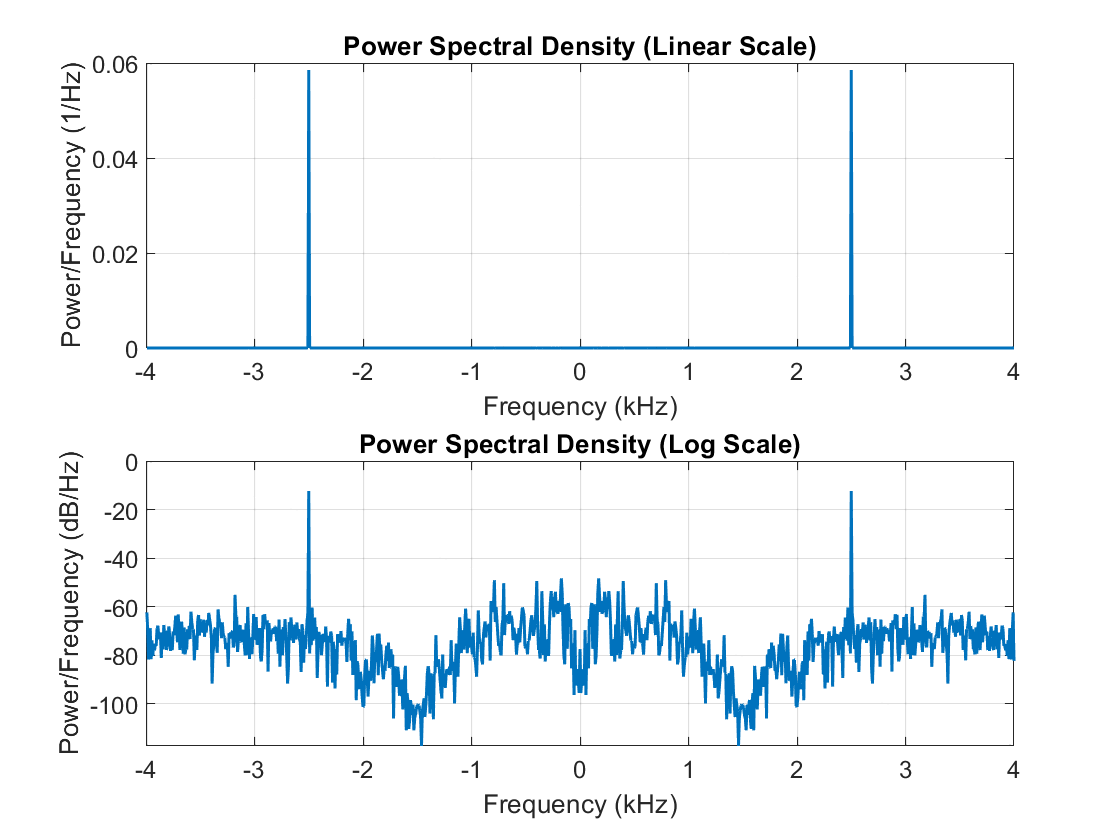 Power Spectral Density (Linear Scale)
Power/Frequency (1/Hz)
0.06
0.04
0.02
0
-4 -3 -2 -1 0 1 2 3 4
Frequency (kHz)
Power Spectral Density (Log Scale)
Power/Frequency (dB/Hz)
0
-20
-40
-60
-80
-100
-4 -3 -2 -1 0 1 2 3 4
Frequency (kHz)